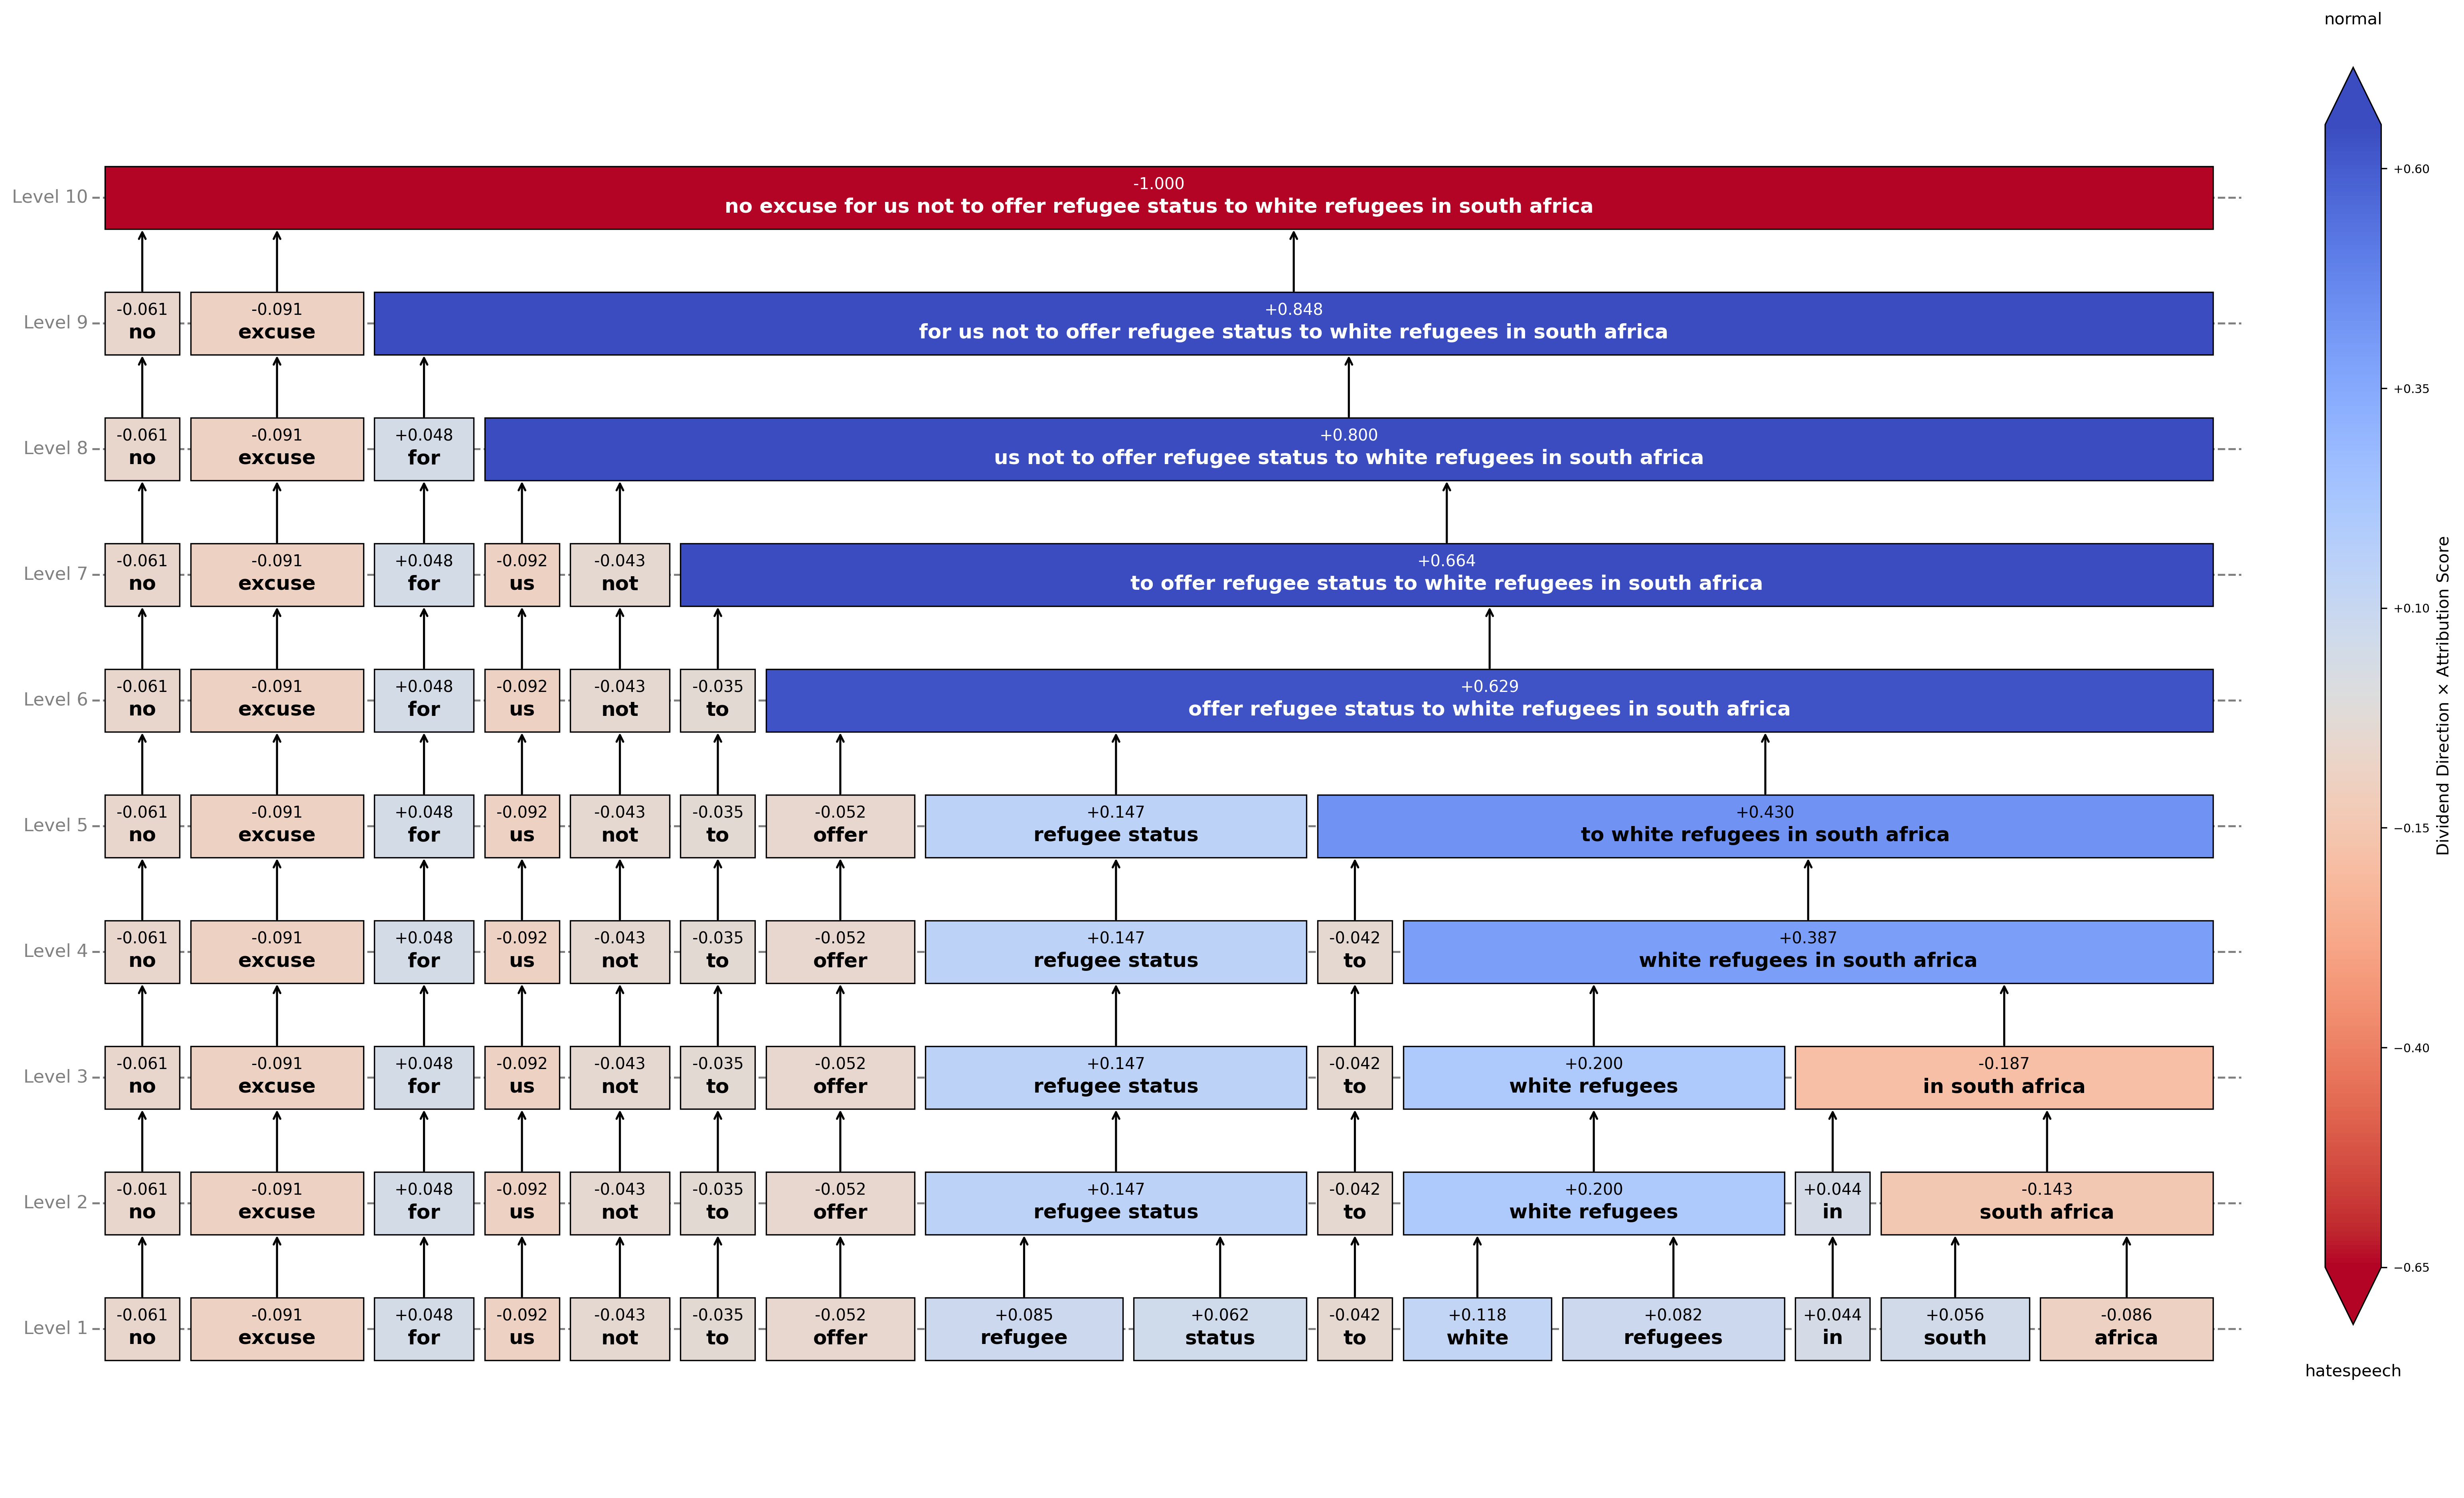 normal
Level 10
-1.000
no excuse for us not to offer refugee status to white refugees in south africa
Level 9
-0.061 -0.091 +0.848
no excuse for us not to offer refugee status to white refugees in south africa
Level 8
-0.061 -0.091 +0.048 +0.800
no excuse for us not to offer refugee status to white refugees in south africa
Level 7
-0.061 -0.091 +0.048 -0.092 -0.043 +0.664
no excuse for us not to offer refugee status to white refugees in south africa
Level 6
-0.061 -0.091 +0.048 -0.092 -0.043 -0.035 +0.629
no excuse for us not to offer refugee status to white refugees in south africa
Level 5
-0.061 -0.091 +0.048 -0.092 -0.043 -0.035 -0.052 +0.147 +0.430
no excuse for us not to offer refugee status to white refugees in south africa
Level 4
-0.061 -0.091 +0.048 -0.092 -0.043 -0.035 -0.052 +0.147 -0.042 +0.387
no excuse for us not to offer refugee status to white refugees in south africa
Level 3
-0.061 -0.091 +0.048 -0.092 -0.043 -0.035 -0.052 +0.147 -0.042 +0.200 -0.187
no excuse for us not to offer refugee status to white refugees in south africa
Level 2
-0.061 -0.091 +0.048 -0.092 -0.043 -0.035 -0.052 +0.147 -0.042 +0.200 +0.044 -0.143
no excuse for us not to offer refugee status to white refugees in south africa
Level 1
-0.061 -0.091 +0.048 -0.092 -0.043 -0.035 -0.052 +0.085 +0.062 -0.042 +0.118 +0.082 +0.044 +0.056 -0.086
no excuse for us not to offer refugee status to white refugees in south africa
+0.60
+0.35
+0.10
−0.15
−0.40
−0.65
Dividend Direction × Attribution Score
hatespeech